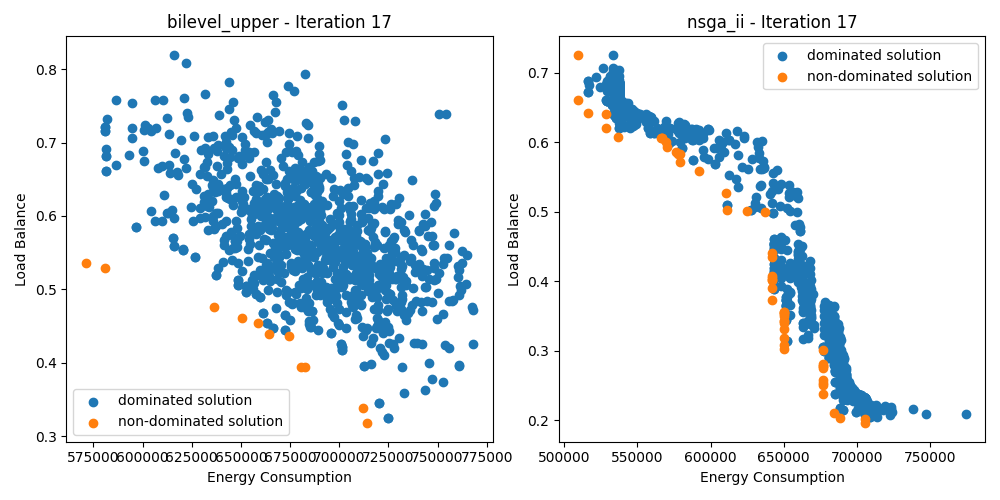 bilevel_upper - Iteration 17
Load Balance
0.8
0.7
0.6
0.5
0.4
0.3
dominated solution
non-dominated solution
575000 600000 625000 650000 675000 700000 725000 750000 775000
Energy Consumption
nsga_ii - Iteration 17
Load Balance
0.7
0.6
0.5
0.4
0.3
0.2
dominated solution
non-dominated solution
500000 550000 600000 650000 700000 750000
Energy Consumption